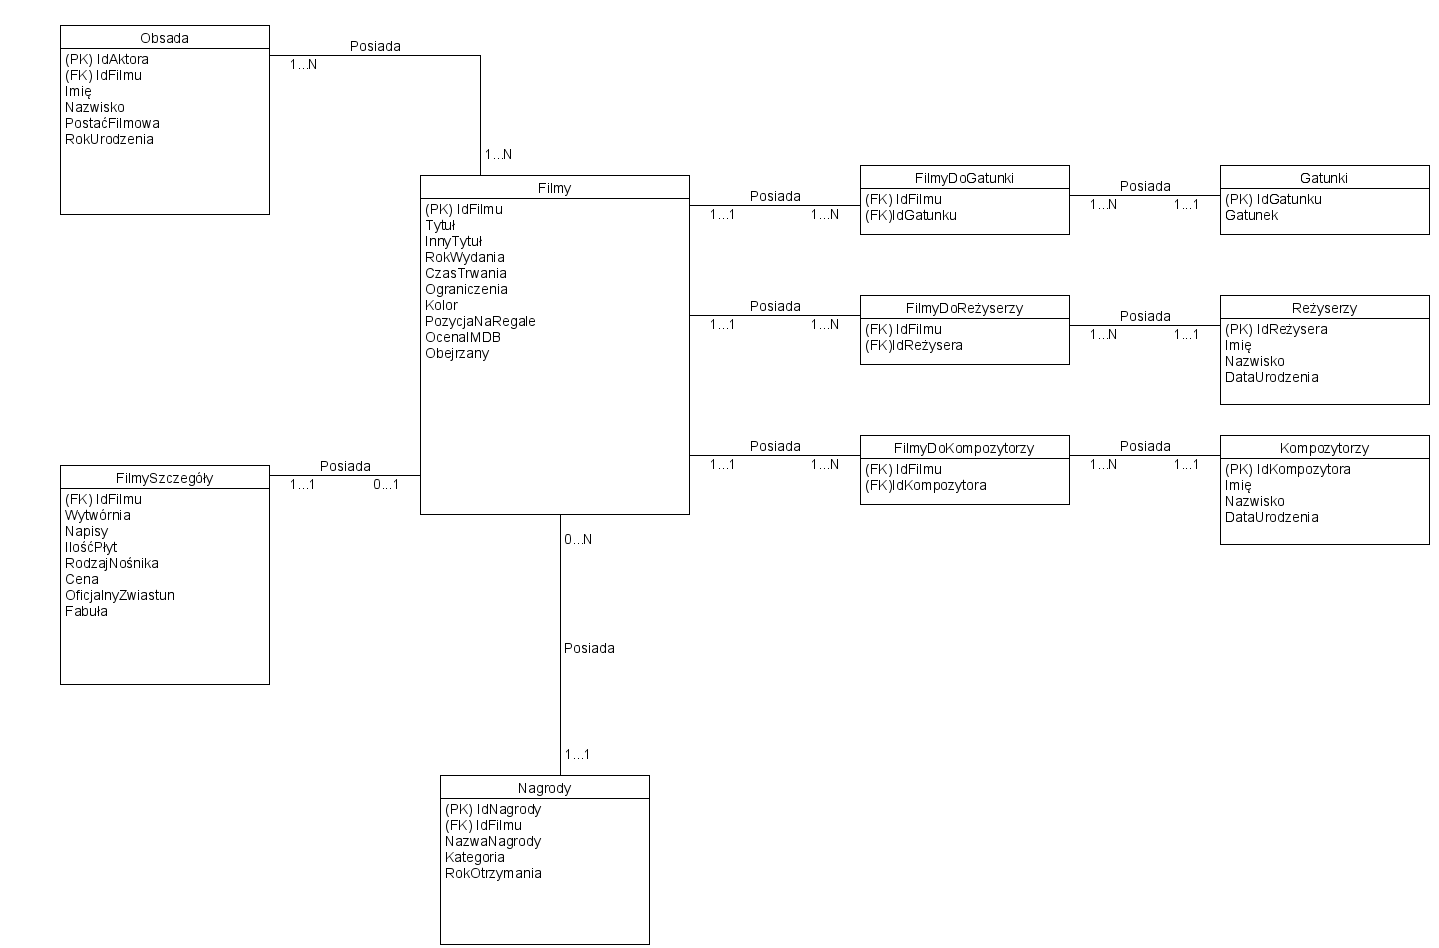 Obsada
(PK) IdAktora
(FK) IdFilmu
Imię
Nazwisko
PostaćFilmowa
RokUrodzenia
Posiada
1...N
1...N
Filmy
(PK) IdFilmu
Tytuł
InnyTytuł
RokWydania
CzasTrwania
Ograniczenia
Kolor
PozycjaNaRegale
OcenaIMDB
Obejrzany
Posiada
1...1
1...N
FilmyDoGatunki
(FK) IdFilmu
(FK)IdGatunku
Posiada
1...N
1...1
Gatunki
(PK) IdGatunku
Gatunek
Posiada
1...1
1...N
FilmyDoReżyserzy
(FK) IdFilmu
(FK)IdReżysera
Posiada
1...N
1...1
Reżyserzy
(PK) IdReżysera
Imię
Nazwisko
DataUrodzenia
Posiada
1...1
1...N
FilmyDoKompozytorzy
(FK) IdFilmu
(FK)IdKompozytora
Posiada
1...N
1...1
Kompozytorzy
(PK) IdKompozytora
Imię
Nazwisko
DataUrodzenia
FilmySzczegóły
(FK) IdFilmu
Wytwórnia
Napisy
IlośćPłyt
RodzajNośnika
Cena
OficjalnyZwiastun
Fabuła
Posiada
1...1
0...1
0...N
Posiada
1...1
Nagrody
(PK) IdNagrody
(FK) IdFilmu
NazwaNagrody
Kategoria
RokOtrzymania